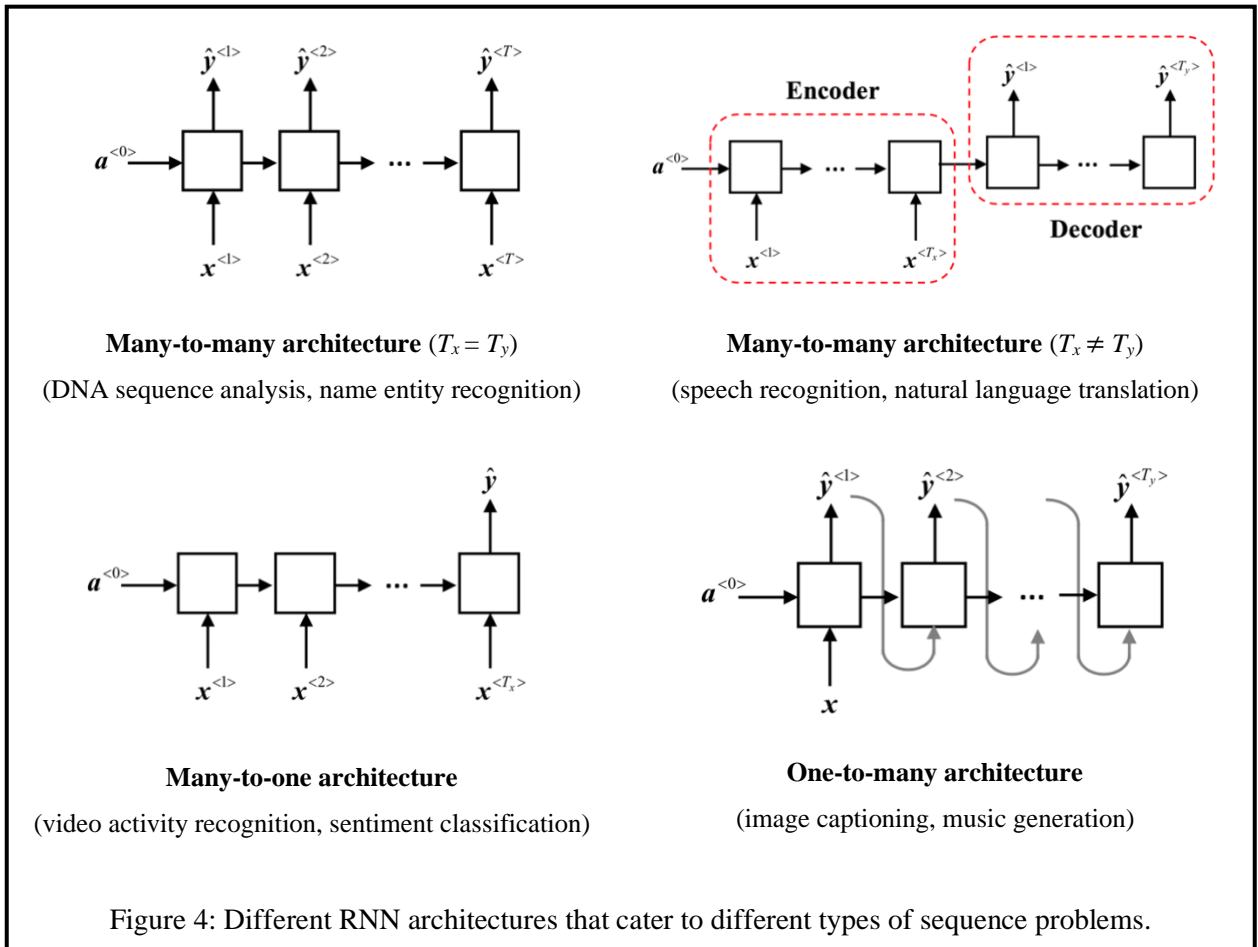 ŷ<1> ŷ<2> ŷ<T>
a<0> ...
x<1> x<2> x<T>
Many-to-many architecture (Tx = Ty)
(DNA sequence analysis, name entity recognition)
Encoder
ŷ<1> ŷ<Ty>
a<0> ... ...
x<1> x<Tx>
Decoder
Many-to-many architecture (Tx ≠ Ty)
(speech recognition, natural language translation)
ŷ
a<0> ...
x<1> x<2> x<Tx>
Many-to-one architecture
(video activity recognition, sentiment classification)
ŷ<1> ŷ<2> ŷ<Ty>
a<0> ...
x
One-to-many architecture
(image captioning, music generation)
Figure 4: Different RNN architectures that cater to different types of sequence problems.